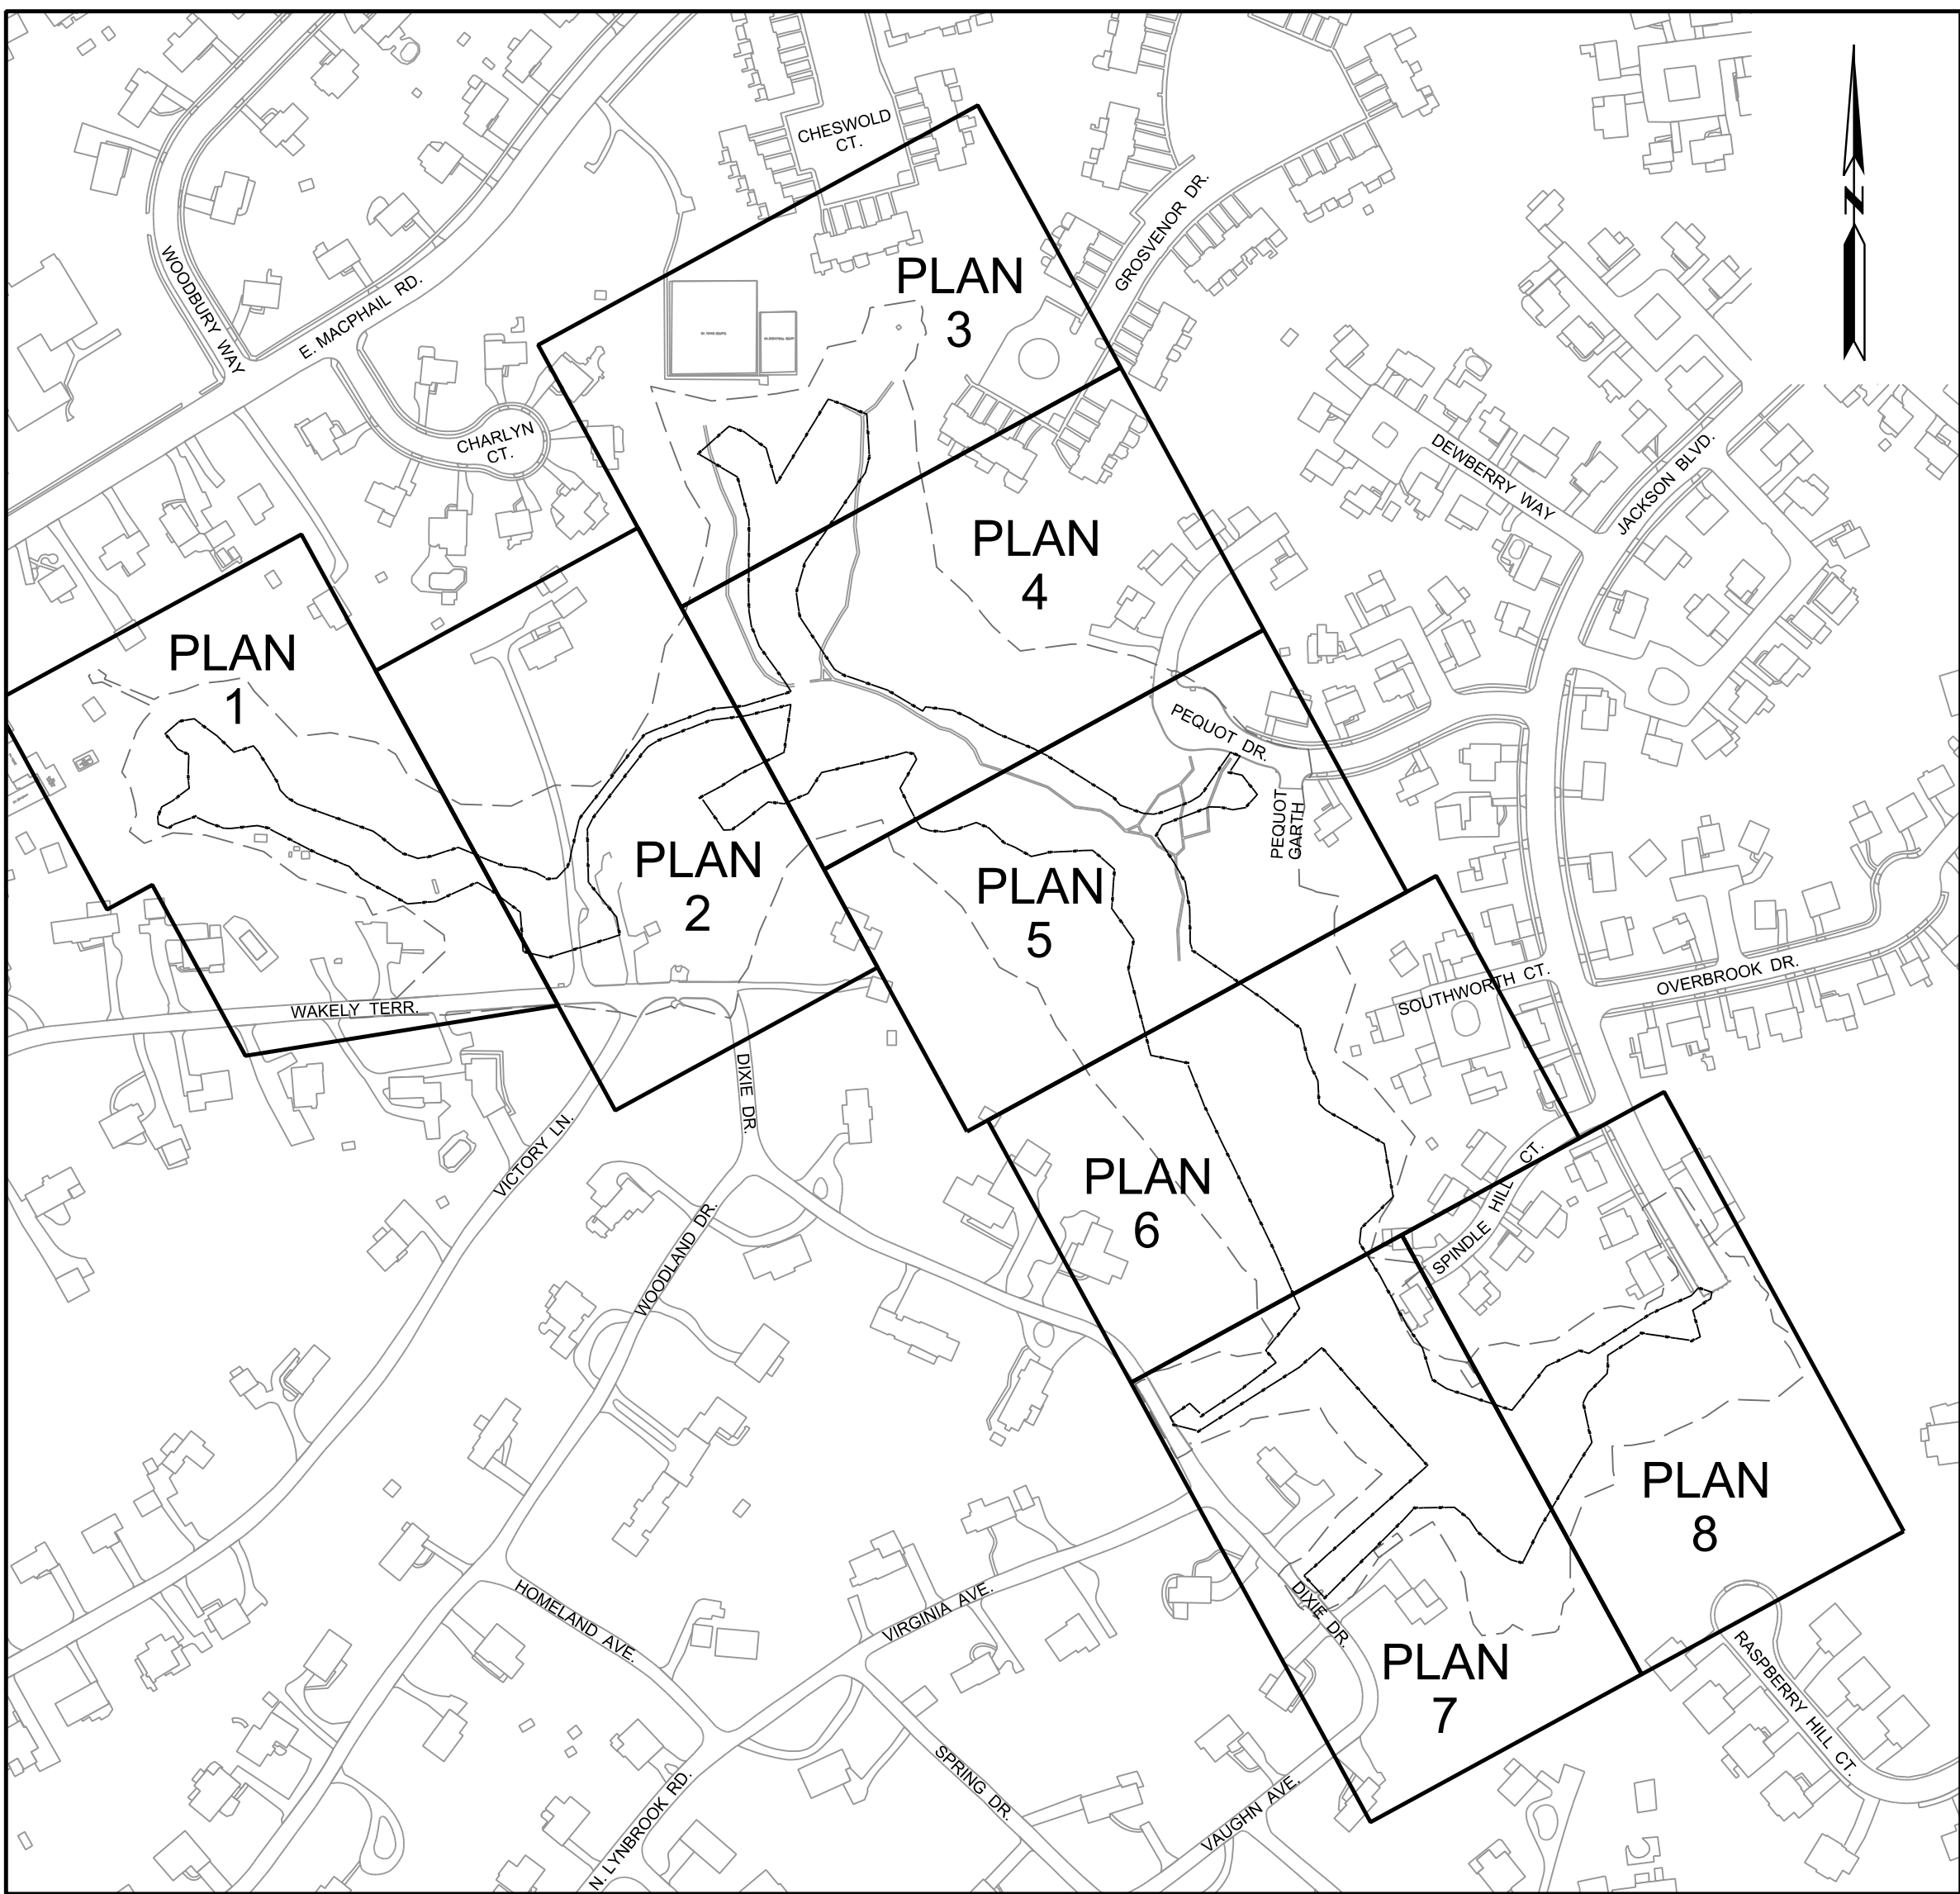 CHESWOLD
CT.
N
GROSVENOR DR.
WOODBURY WAY
E. MACPHAIL RD.
PLAN
3
CHARLYN
CT.
DEWBERRY WAY
JACKSON BLVD.
PLAN
4
PLAN
1
PEQUOT DR.
PEQUOT
GARTH
PLAN
2
PLAN
5
SOUTHWORTH CT.
OVERBROOK DR.
WAKELY TERR.
DIXIE DR.
VICTORY LN.
PLAN
6
SPINDLE HILL CT.
WOODLAND DR.
PLAN
8
HOMELAND AVE.
VIRGINIA AVE.
DIXIE DR.
PLAN
7
RASPBERRY HILL CT.
SPRING DR.
VAUGHN AVE.
N. LYNBROOK RD.